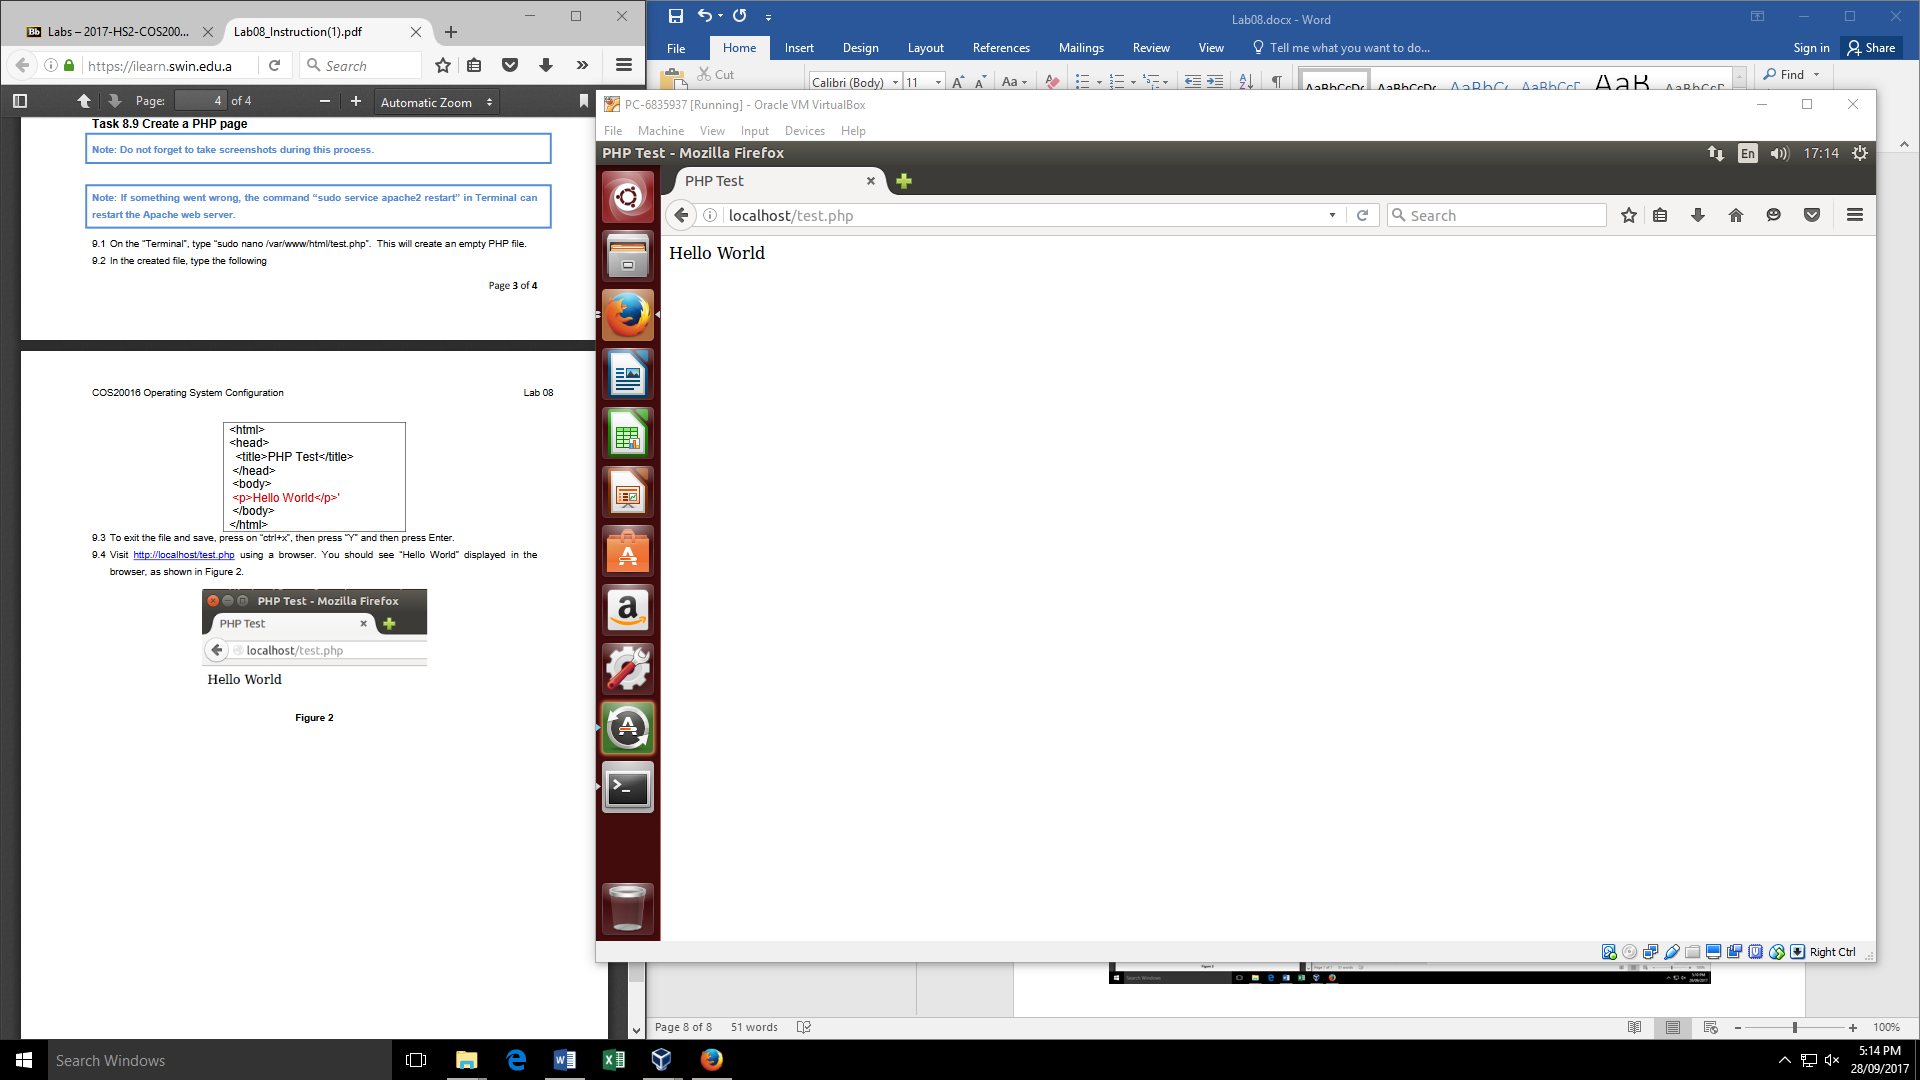 Labs – 2017-HS2-COS200...
Lab08_Instruction(1).pdf
https://ilearn.swin.edu.a
Search
Page:
4
of 4
Automatic Zoom
Task 8.9 Create a PHP page
Note: Do not forget to take screenshots during this process.
Note: If something went wrong, the command “sudo service apache2 restart” in Terminal can
restart the Apache web server.
9.1 On the “Terminal”, type “sudo nano /var/www/html/test.php”. This will create an empty PHP file.
9.2 In the created file, type the following
Page 3 of 4
COS20016 Operating System Configuration
Lab 08
<html>
<head>
<title>PHP Test</title>
</head>
<body>
<p>Hello World</p>'
</body>
</html>
9.3 To exit the file and save, press on “ctrl+x”, then press “Y” and then press Enter.
9.4 Visit http://localhost/test.php using a browser. You should see “Hello World” displayed in the
browser, as shown in Figure 2.
PHP Test - Mozilla Firefox
PHP Test
localhost/test.php
Hello World
Figure 2
Lab08.docx - Word
File Home Insert Design Layout References Mailings Review View Tell me what you want to do...
Sign in Share
Cut
Calibri (Body)
11
Aa
Find
PC-6835937 [Running] - Oracle VM VirtualBox
File Machine View Input Devices Help
PHP Test - Mozilla Firefox
En
17:14
PHP Test
localhost/test.php
Search
Hello World
Right Ctrl
Page 8 of 8 51 words
100%
Search Windows
5:14 PM
28/09/2017